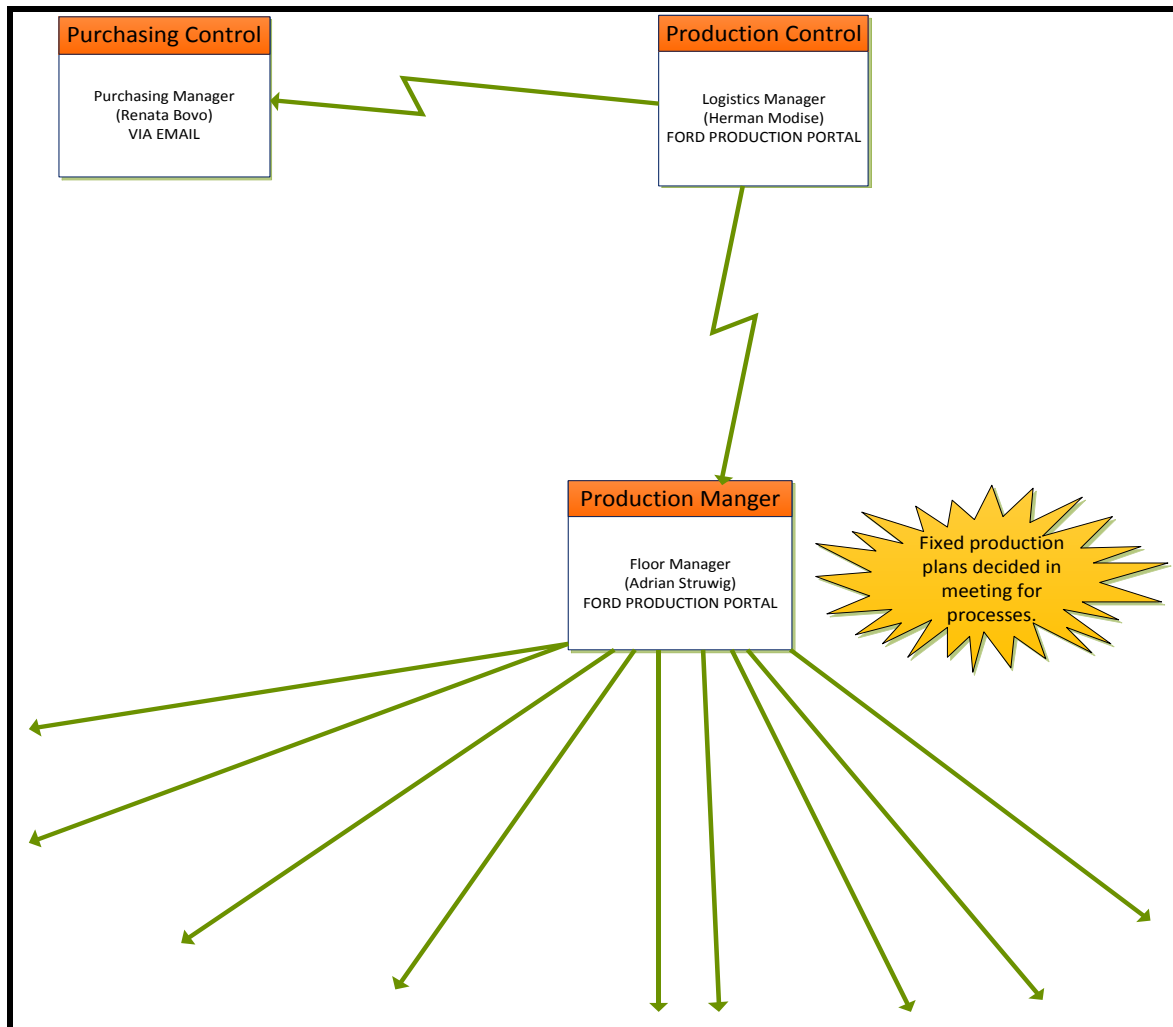 Purchasing Control
Purchasing Manager
(Renata Bovo)
VIA EMAIL
Production Control
Logistics Manager
(Herman Modise)
FORD PRODUCTION PORTAL
Production Manger
Floor Manager
(Adrian Struwig)
FORD PRODUCTION PORTAL
Fixed production
plans decided in
meeting for
processes.